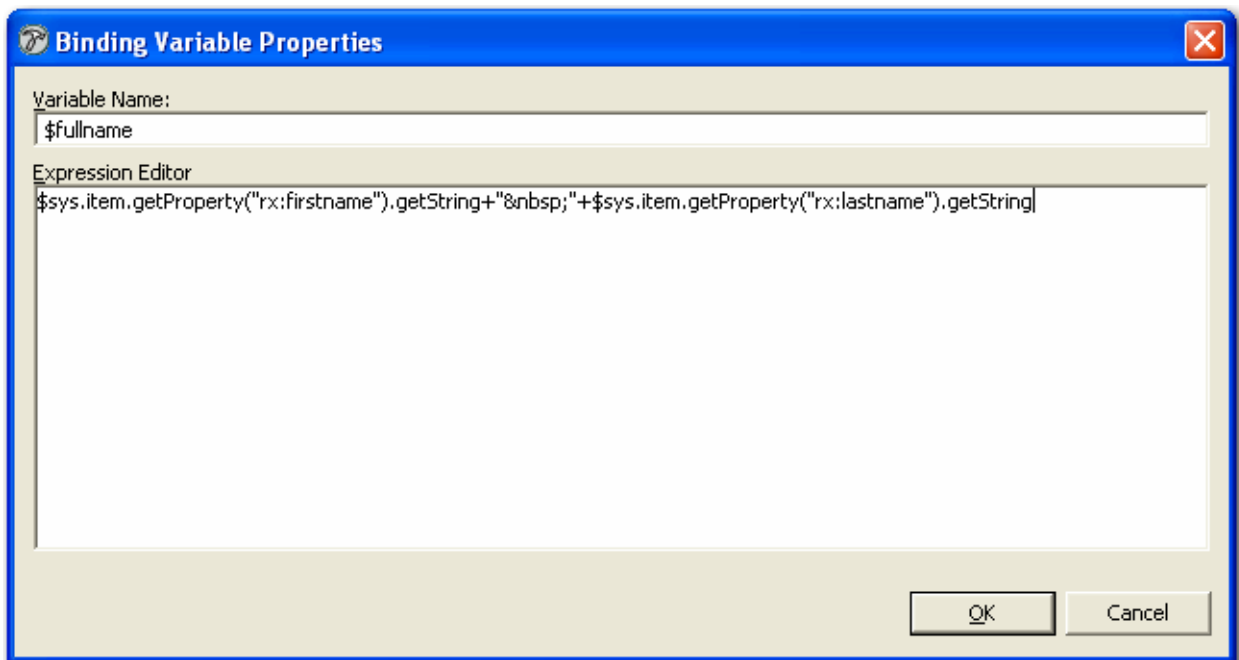 Binding Variable Properties
Variable Name:
$fullname
Expression Editor
$sys.item.getProperty("rx:firstname").getString+"&nbsp;"+$sys.item.getProperty("rx:lastname").getString
OK
Cancel